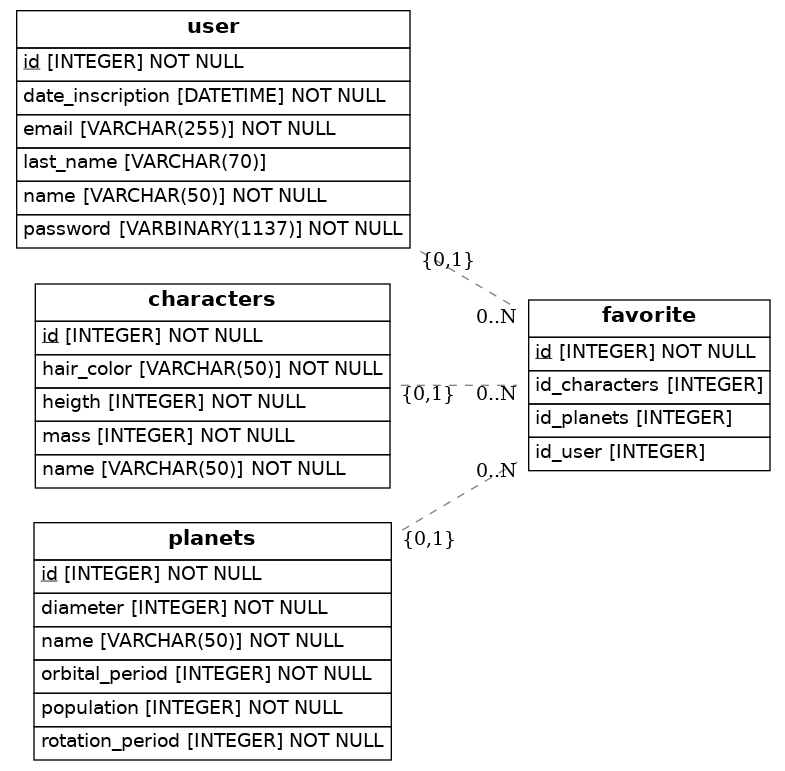 user
id [INTEGER] NOT NULL
date_inscription [DATETIME] NOT NULL
email [VARCHAR(255)] NOT NULL
last_name [VARCHAR(70)]
name [VARCHAR(50)] NOT NULL
password [VARBINARY(1137)] NOT NULL
{0,1}
0..N
characters
id [INTEGER] NOT NULL
hair_color [VARCHAR(50)] NOT NULL
heigth [INTEGER] NOT NULL
mass [INTEGER] NOT NULL
name [VARCHAR(50)] NOT NULL
{0,1}
0..N
favorite
id [INTEGER] NOT NULL
id_characters [INTEGER]
id_planets [INTEGER]
id_user [INTEGER]
0..N
{0,1}
planets
id [INTEGER] NOT NULL
diameter [INTEGER] NOT NULL
name [VARCHAR(50)] NOT NULL
orbital_period [INTEGER] NOT NULL
population [INTEGER] NOT NULL
rotation_period [INTEGER] NOT NULL